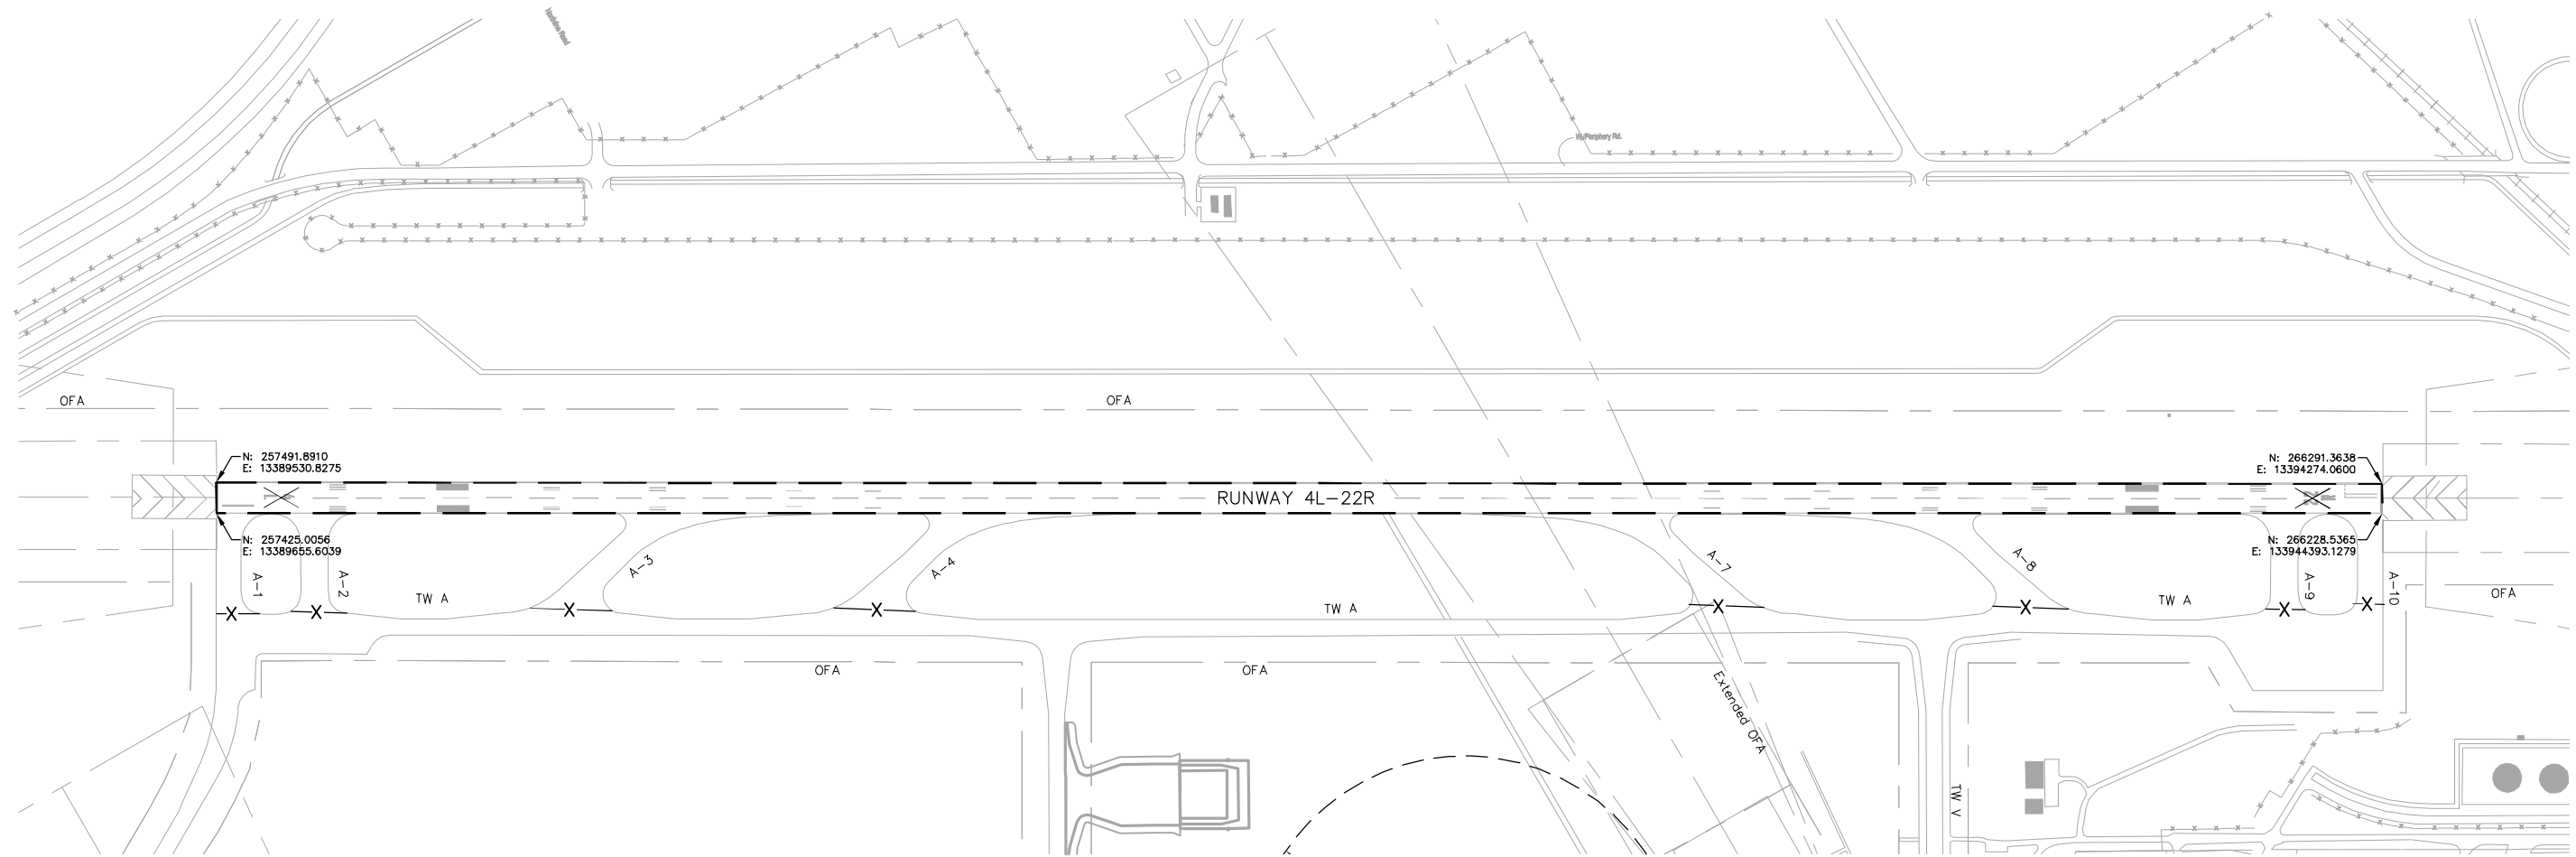 W. Periphery Rd.
OFA
OFA
N: 257491.8910
E: 13389530.8275
N: 266291.3638
E: 13394274.0600
RUNWAY 4L-22R
N: 257425.0056
E: 13389655.6039
N: 266228.5365
E: 133944393.1279
A-1
A-2
A-3
A-4
A-7
A-8
A-9
A-10
TW A
TW A
TW A
OFA
OFA
OFA
Extended OFA
TW V